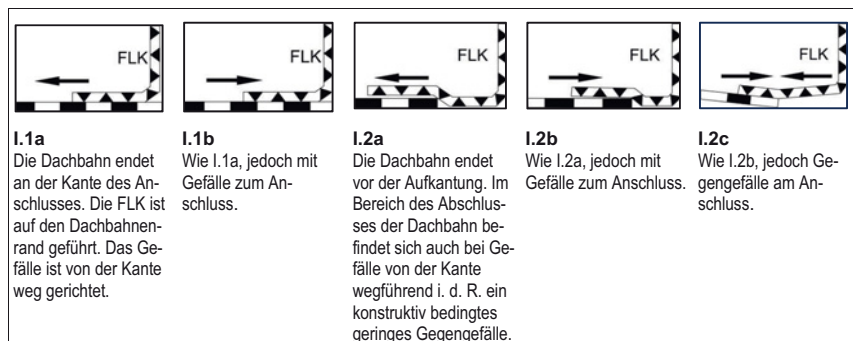 FLK
FLK
FLK
FLK
FLK
I.1a
Die Dachbahn endet
an der Kante des An-
schlusses. Die FLK ist
auf den Dachbahnen-
rand geführt. Das Ge-
fälle ist von der Kante
weg gerichtet.
I.1b
Wie I.1a, jedoch mit
Gefälle zum An-
schluss.
I.2a
Die Dachbahn endet
vor der Aufkantung. Im
Bereich des Abschlus-
ses der Dachbahn be-
findet sich auch bei Ge-
fälle von der Kante
wegführend i. d. R. ein
konstruktiv bedingtes
geringes Gegengefälle.
I.2b
Wie I.2a, jedoch mit
Gefälle zum Anschluss.
I.2c
Wie I.2b, jedoch Ge-
gengefälle am An-
schluss.